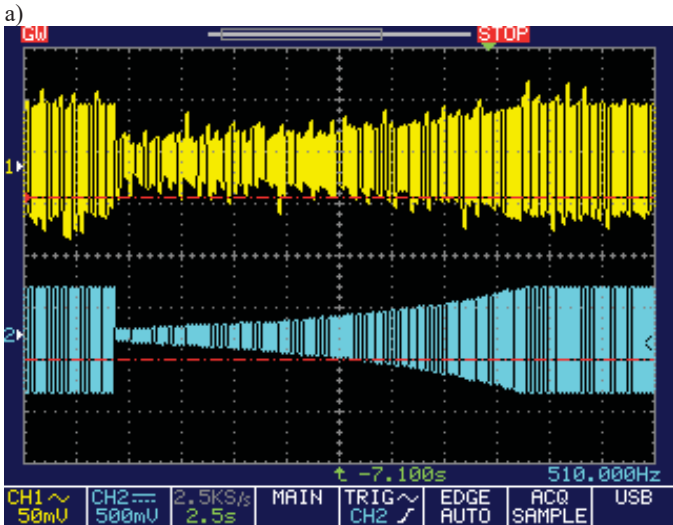 a)
GW STOP
1
2
-7.100s 510.000Hz
CH1 CH2 2.5KS/s MAIN TRIG EDGE ACQ USB
50mV 500mV 2.5s CH2 AUTO SAMPLE